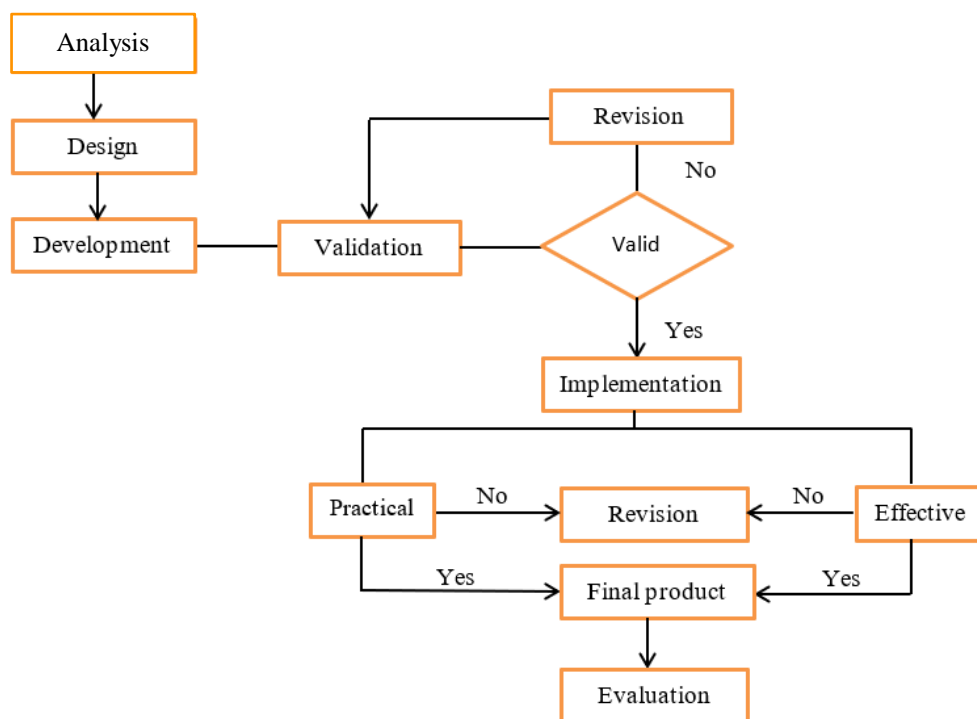 Analysis
Design
Development
Validation
Revision
No
Valid
Yes
Implementation
Practical
No
Revision
No
Effective
Yes
Final product
Yes
Evaluation